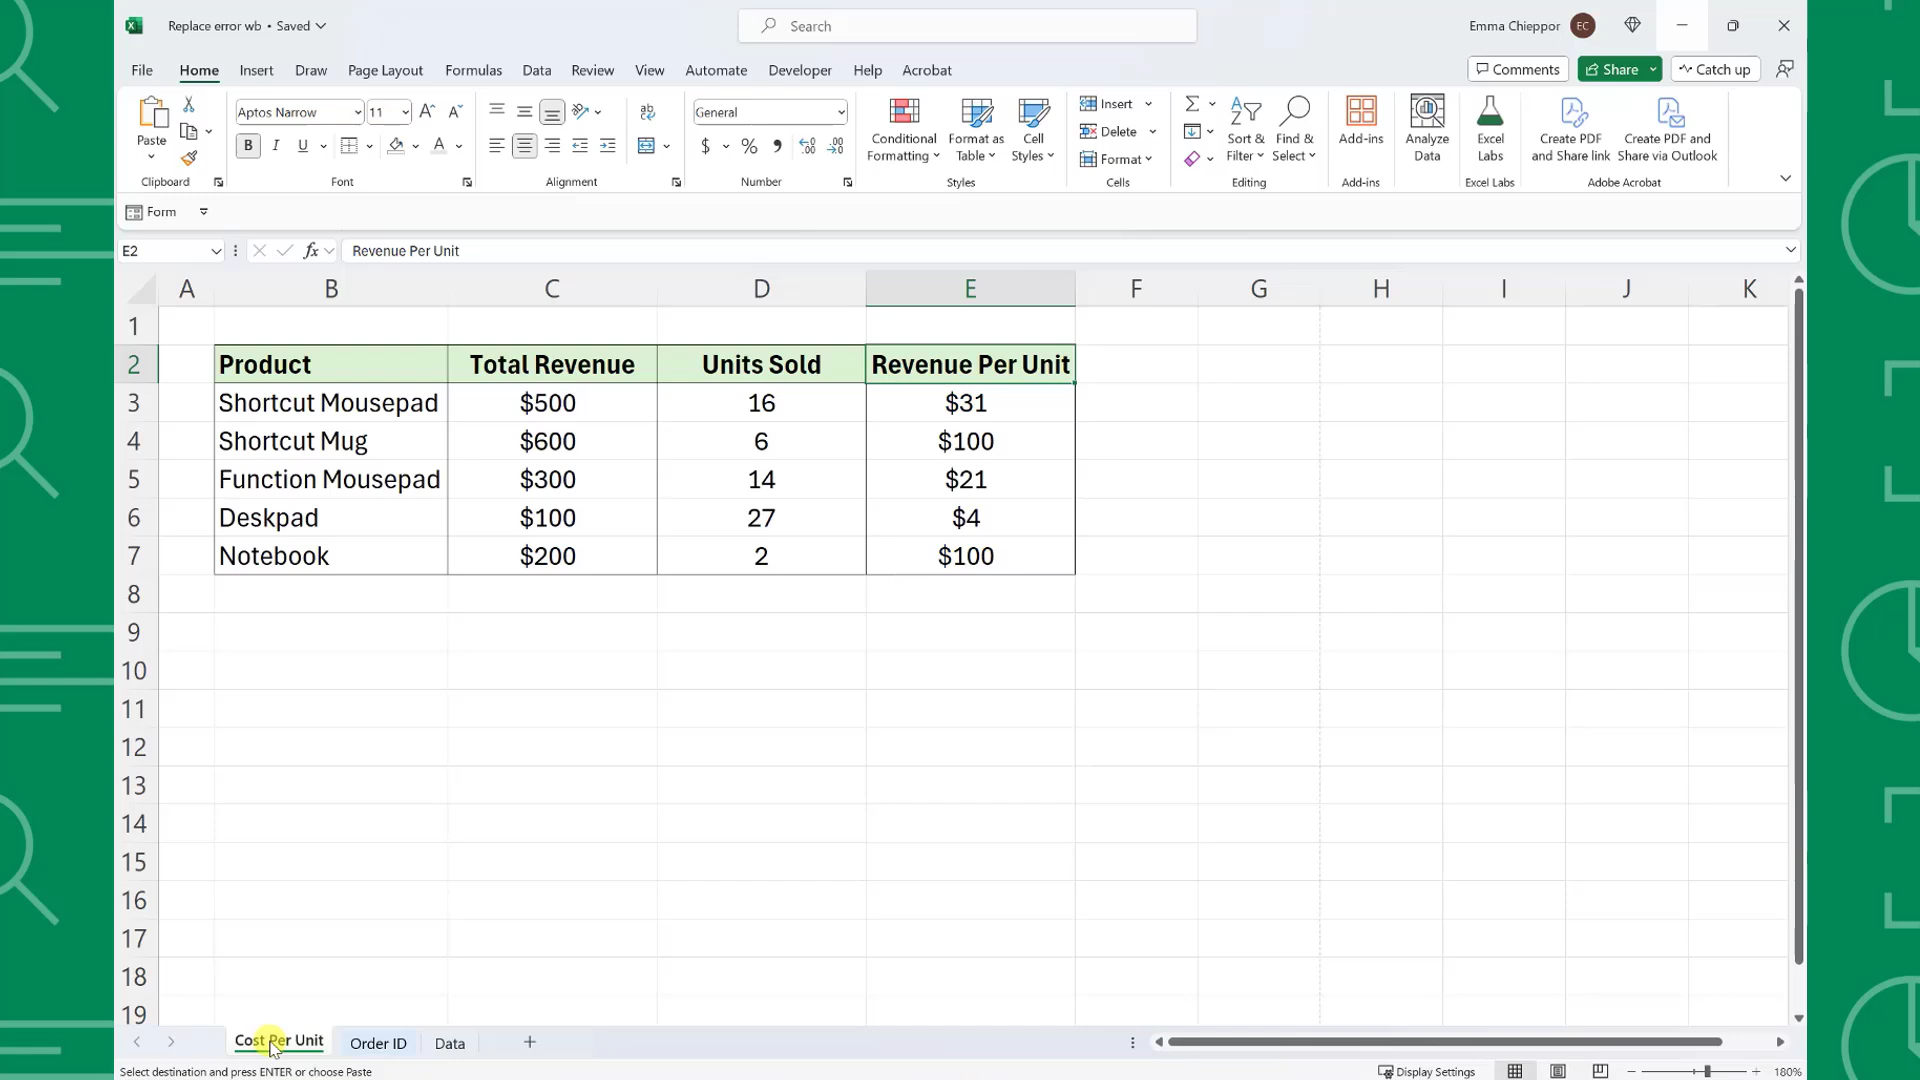 Replace error wb • Saved
Search
Emma Chieppor EC
File Home Insert Draw Page Layout Formulas Data Review View Automate Developer Help Acrobat
Comments Share Catch up
Paste
Clipboard
Aptos Narrow 11
B I U A
Font
Alignment
General
$ % 9
Number
Conditional Formatting
Format as Table
Cell Styles
Styles
Insert
Delete
Format
Cells
Sort & Filter
Find & Select
Editing
Add-ins
Add-ins
Analyze Data
Excel Labs
Excel Labs
Create PDF and Share link
Create PDF and Share via Outlook
Adobe Acrobat
Form
E2 fx Revenue Per Unit
A B C D E F G H I J K
1
2 Product Total Revenue Units Sold Revenue Per Unit
3 Shortcut Mousepad $500 16 $31
4 Shortcut Mug $600 6 $100
5 Function Mousepad $300 14 $21
6 Deskpad $100 27 $4
7 Notebook $200 2 $100
8
9
10
11
12
13
14
15
16
17
18
19
Cost Per Unit Order ID Data
Select destination and press ENTER or choose Paste Display Settings 180%